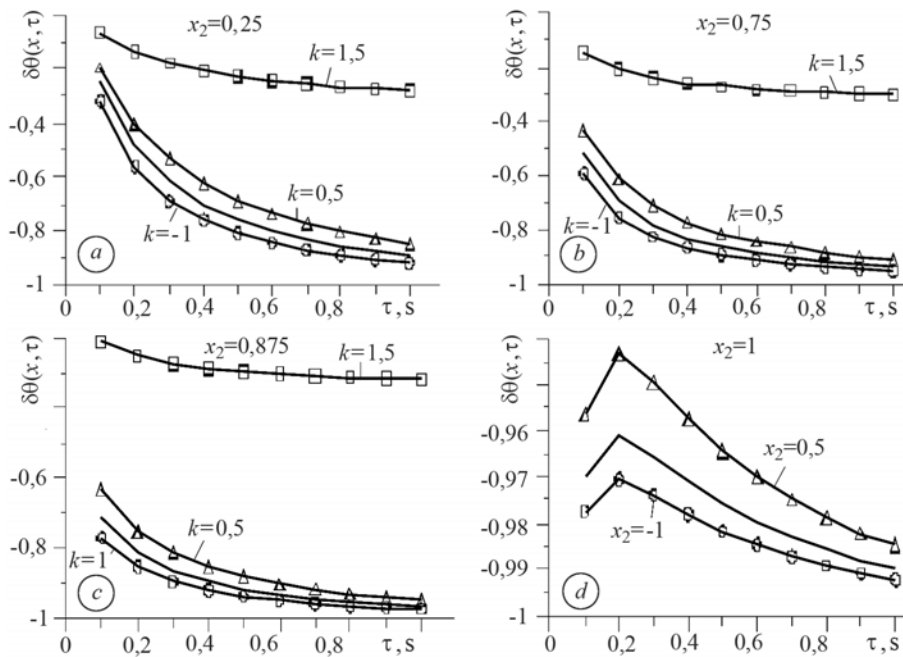 x₂=0,25
δθ(x,τ)
k=1,5
-0,4
-0,6
k=0,5
-0,8
k=-1
a
-1
0 0,2 0,4 0,6 0,8 τ,s
x₂=0,75
δθ(x,τ)
k=1,5
-0,4
-0,6
k=0,5
k=-1
-0,8
b
-1
0 0,2 0,4 0,6 0,8 τ,s
x₂=0,875
δθ(x,τ)
k=1,5
-0,6
k=0,5
-0,8
k=1
c
-1
0 0,2 0,4 0,6 0,8 τ,s
x₂=1
δθ(x,τ)
-0,96
x₂=0,5
-0,97
-0,98
x₂=-1
-0,99
d
-1
0 0,2 0,4 0,6 0,8 τ,s